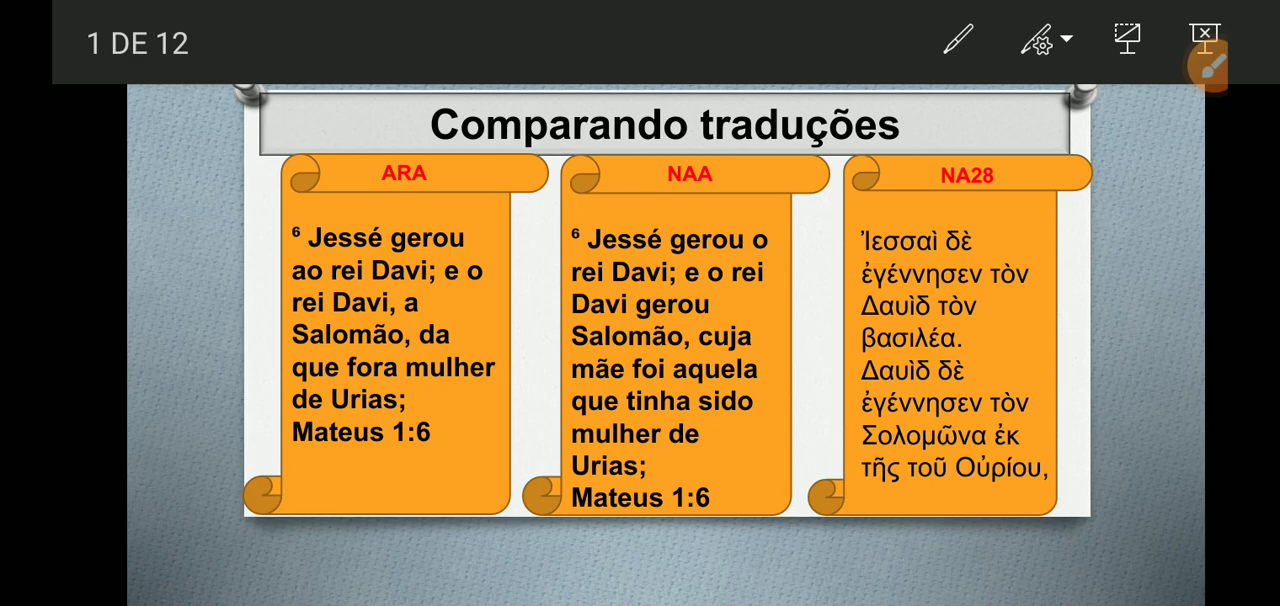 1 DE 12
Comparando traduções
ARA
⁶ Jessé gerou
ao rei Davi; e o
rei Davi, a
Salomão, da
que fora mulher
de Urias;
Mateus 1:6
NAA
⁶ Jessé gerou o
rei Davi; e o rei
Davi gerou
Salomão, cuja
mãe foi aquela
que tinha sido
mulher de
Urias;
Mateus 1:6
NA28
Ἰεσσαὶ δὲ
ἐγέννησεν τὸν
Δαυὶδ τὸν
βασιλέα.
Δαυὶδ δὲ
ἐγέννησεν τὸν
Σολομῶνα ἐκ
τῆς τοῦ Οὐρίου,